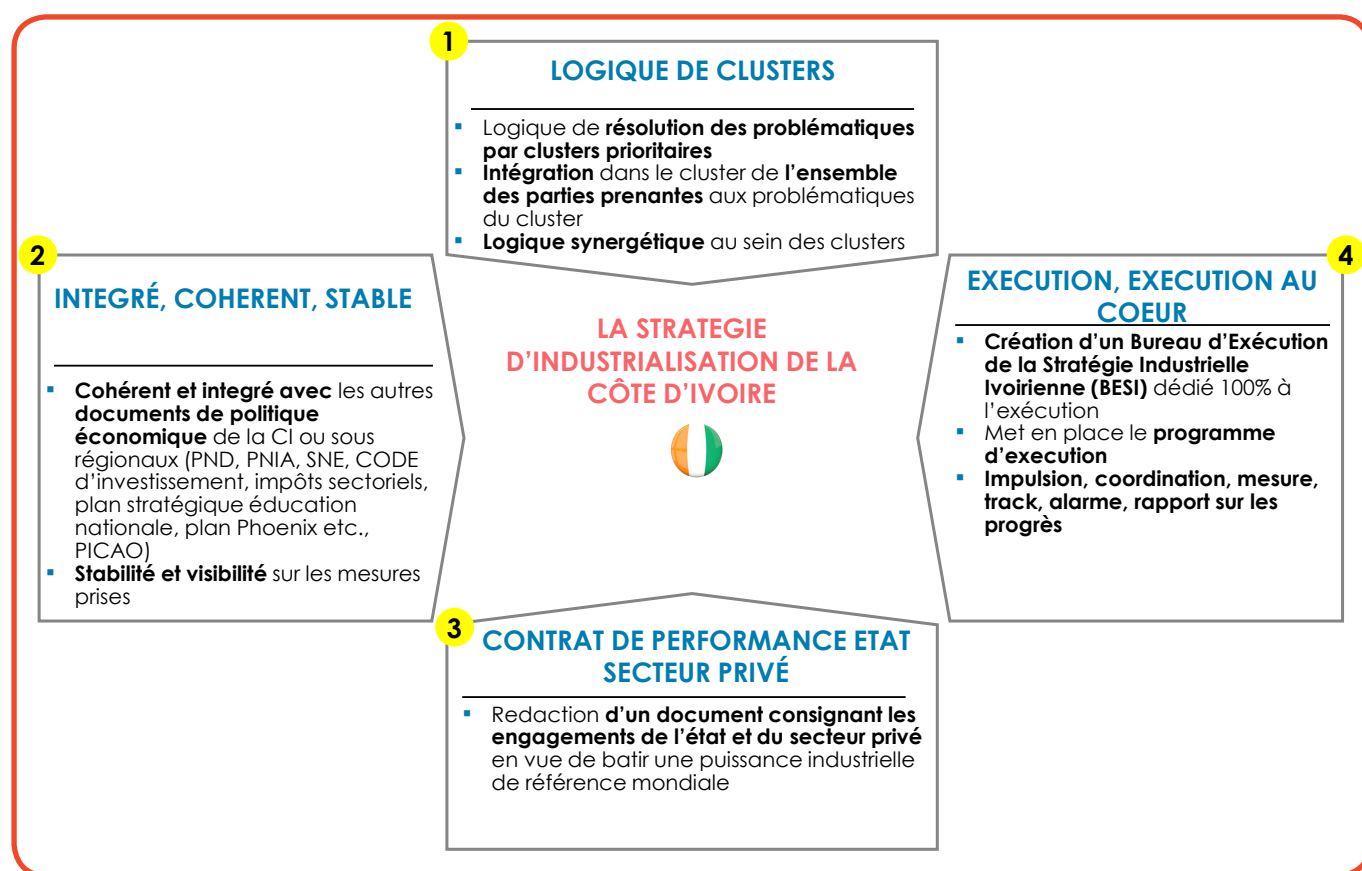 1
LOGIQUE DE CLUSTERS
▪ Logique de résolution des problématiques
par clusters prioritaires
▪ Intégration dans le cluster de l'ensemble
des parties prenantes aux problématiques
du cluster
▪ Logique synergétique au sein des clusters
2
INTEGRÉ, COHERENT, STABLE
▪ Cohérent et integré avec les autres
documents de politique
économique de la CI ou sous
régionaux (PND, PNIA, SNE, CODE
d'investissement, impôts sectoriels,
plan stratégique éducation
nationale, plan Phoenix etc.,
PICAO)
▪ Stabilité et visibilité sur les mesures
prises
LA STRATEGIE
D'INDUSTRIALISATION DE LA
CÔTE D'IVOIRE
3
CONTRAT DE PERFORMANCE ETAT
SECTEUR PRIVÉ
▪ Redaction d'un document consignant les
engagements de l'état et du secteur privé
en vue de batir une puissance industrielle
de référence mondiale
4
EXECUTION, EXECUTION AU
COEUR
▪ Création d'un Bureau d'Exécution
de la Stratégie Industrielle
Ivoirienne (BESI) dédié 100% à
l'exécution
▪ Met en place le programme
d'execution
▪ Impulsion, coordination, mesure,
track, alarme, rapport sur les
progrès